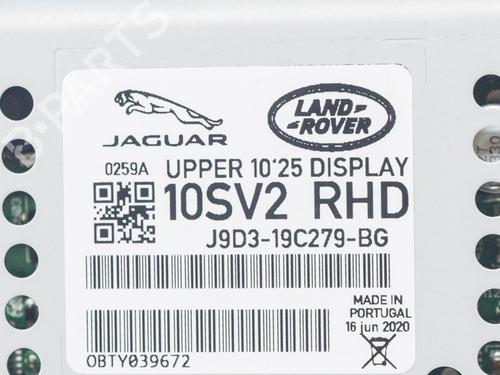 B-PARTS
JAGUAR
LAND-
-ROVER
0259A UPPER 10'25 DISPLAY
10SV2 RHD
J9D3-19C279-BG
MADE IN
PORTUGAL
16 jun 2020
OBTY039672